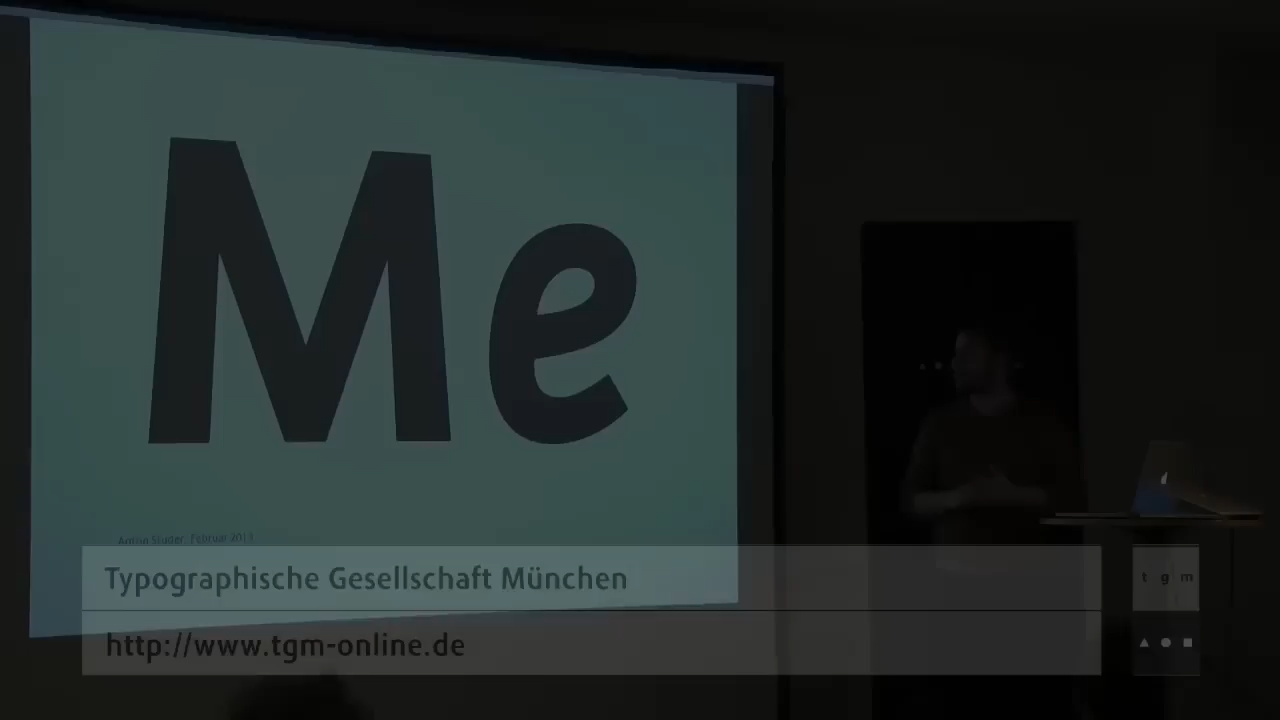 Me
Armin Studer, Februar 2013
Typographische Gesellschaft München
http://www.tgm-online.de
t g m